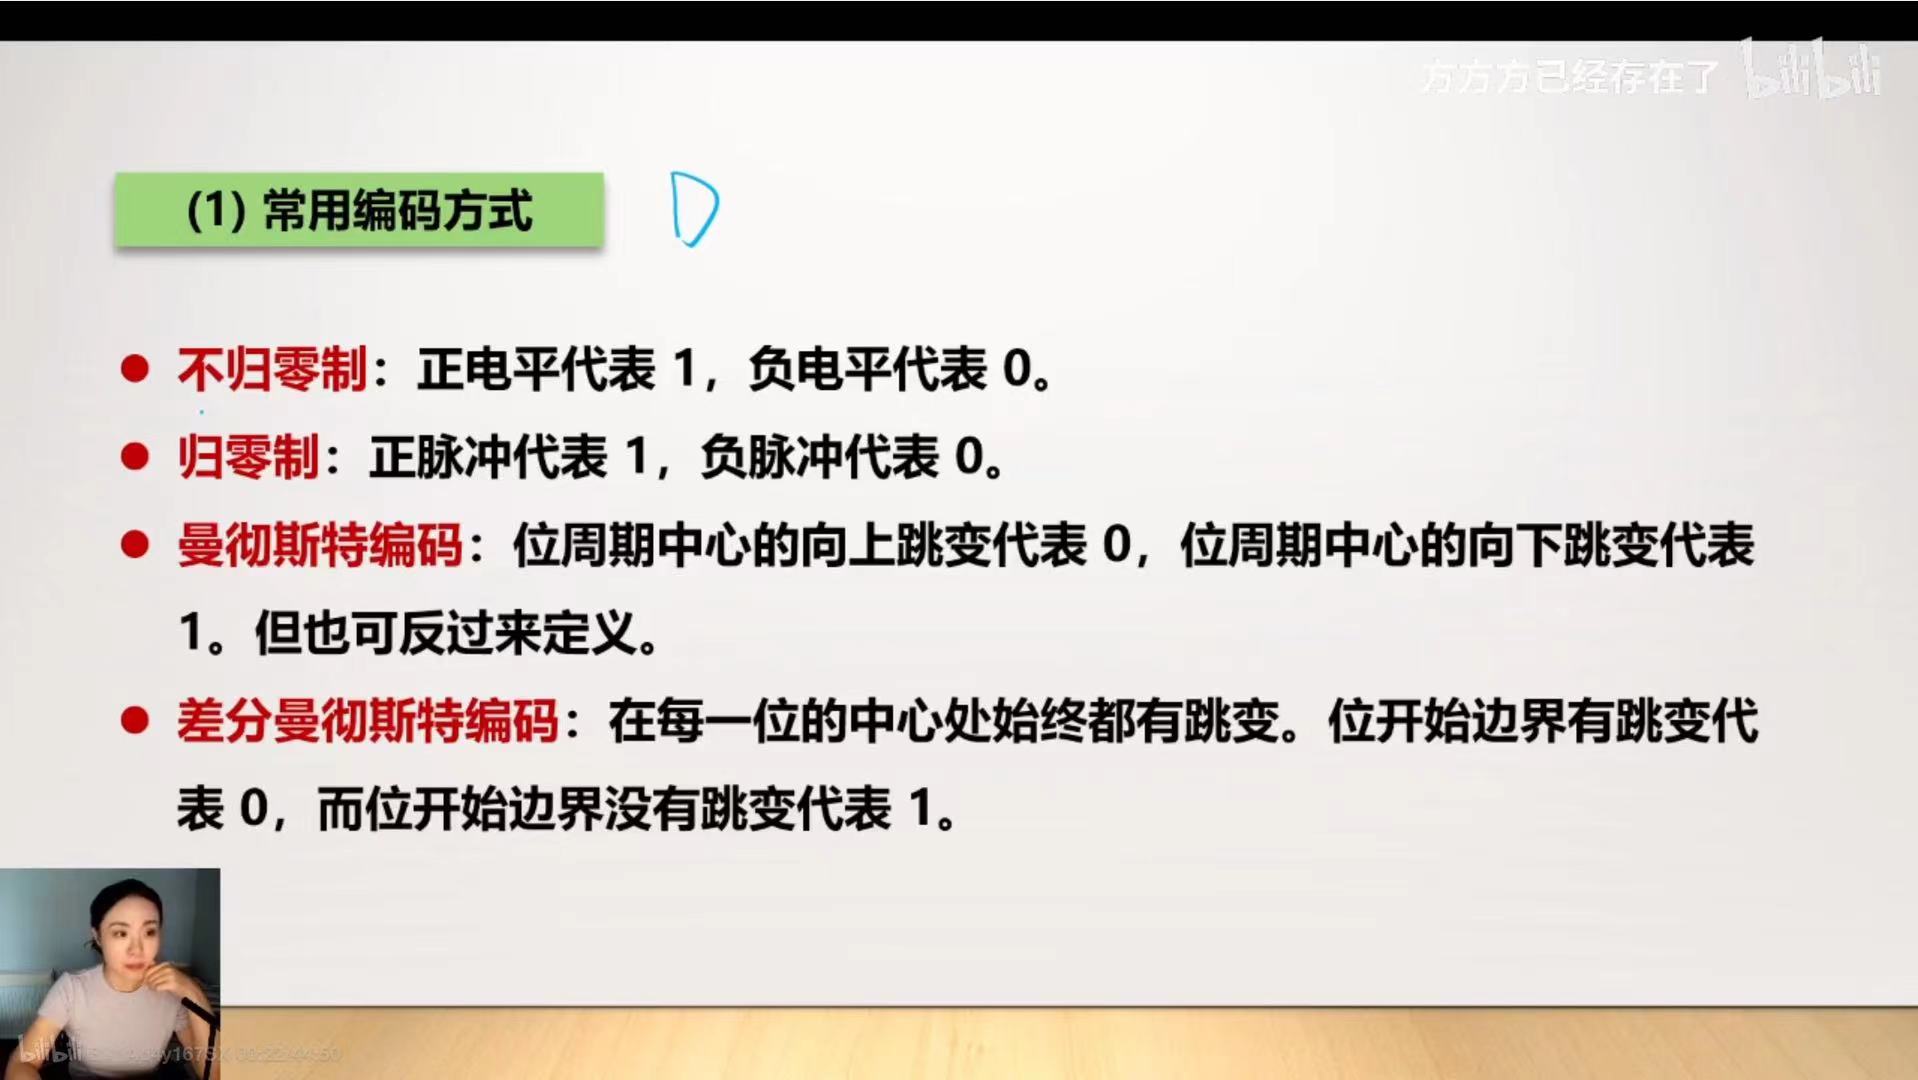 方方方已经存在了 bilibili
(1) 常用编码方式 D
不归零制：正电平代表 1，负电平代表 0。
归零制：正脉冲代表 1，负脉冲代表 0。
曼彻斯特编码：位周期中心的向上跳变代表 0，位周期中心的向下跳变代表
1。但也可反过来定义。
差分曼彻斯特编码：在每一位的中心处始终都有跳变。位开始边界有跳变代
表 0，而位开始边界没有跳变代表 1。
bilibili